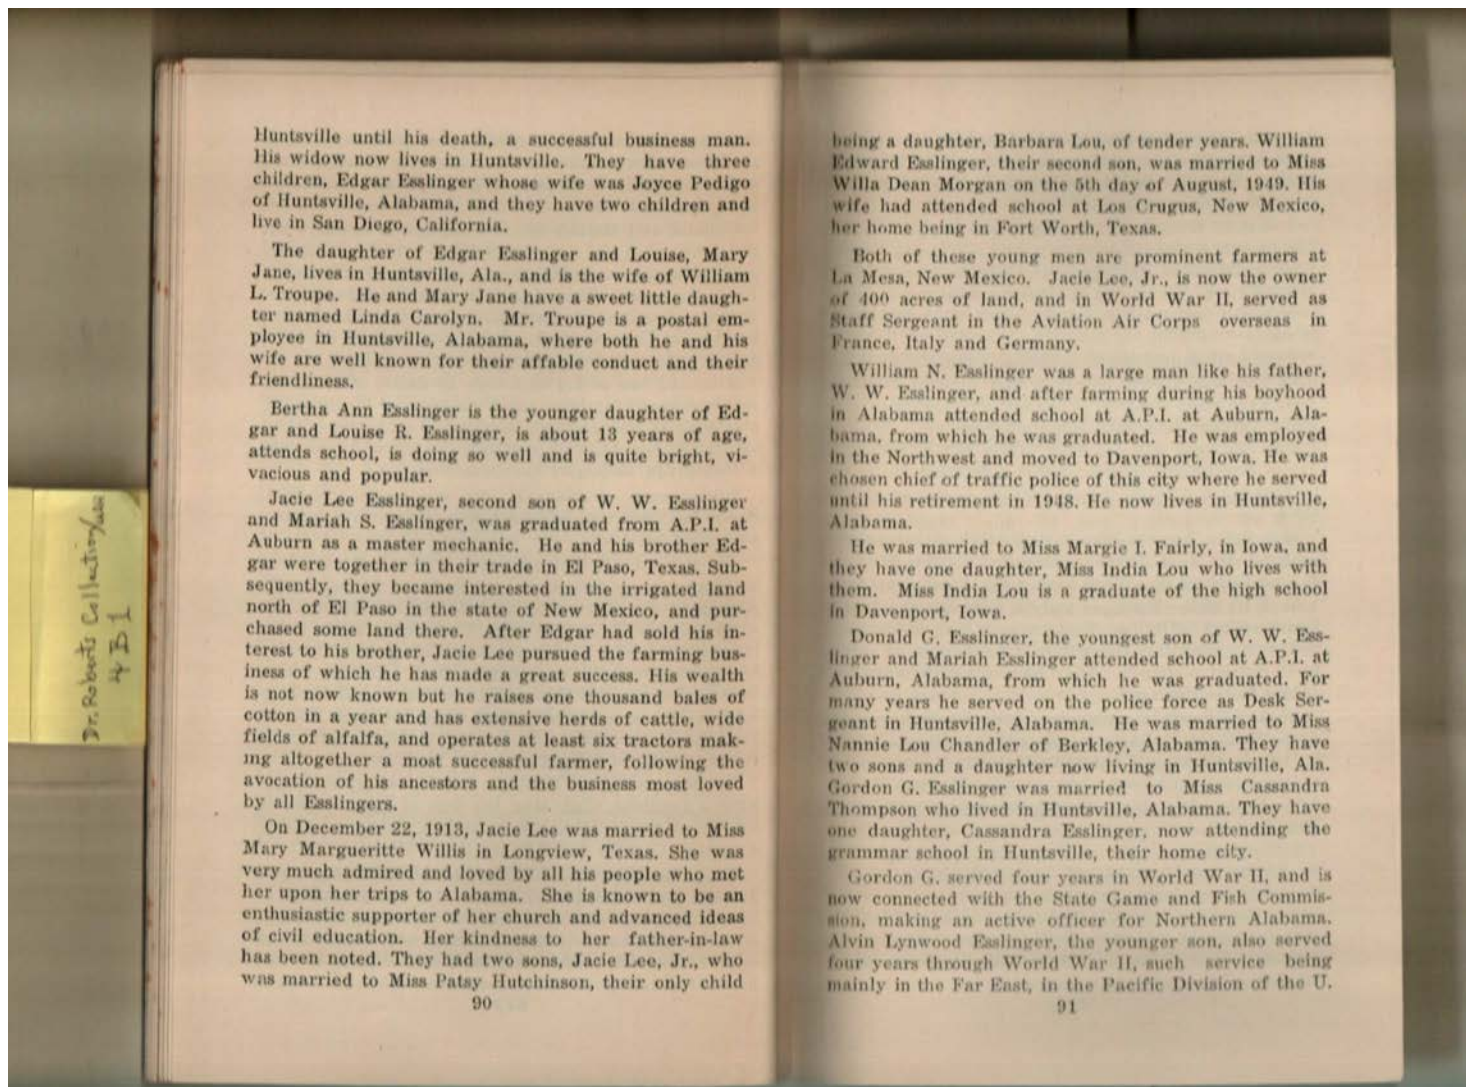 Huntsville until his death, a successful business man.
His widow now lives in Huntsville. They have three
children, Edgar Esslinger whose wife was Joyce Pedigo
of Huntsville, Alabama, and they have two children and
live in San Diego, California.
The daughter of Edgar Esslinger and Louise, Mary
Jane, lives in Huntsville, Ala., and is the wife of William
L. Troupe. He and Mary Jane have a sweet little daugh-
ter named Linda Carolyn. Mr. Troupe is a postal em-
ployee in Huntsville, Alabama, where both he and his
wife are well known for their affable conduct and their
friendliness.
Bertha Ann Esslinger is the younger daughter of Ed-
gar and Louise R. Esslinger, is about 13 years of age,
attends school, is doing so well and is quite bright, vi-
vacious and popular.
Jacie Lee Esslinger, second son of W. W. Esslinger
and Mariah S. Esslinger, was graduated from A.P.I. at
Auburn as a master mechanic. He and his brother Ed-
gar were together in their trade in El Paso, Texas. Sub-
sequently, they became interested in the irrigated land
north of El Paso in the state of New Mexico, and pur-
chased some land there. After Edgar had sold his in-
terest to his brother, Jacie Lee pursued the farming bus-
iness of which he has made a great success. His wealth
is not now known but he raises one thousand bales of
cotton in a year and has extensive herds of cattle, wide
fields of alfalfa, and operates at least six tractors mak-
ing altogether a most successful farmer, following the
avocation of his ancestors and the business most loved
by all Esslingers.
On December 22, 1913, Jacie Lee was married to Miss
Mary Margueritte Willis in Longview, Texas. She was
very much admired and loved by all his people who met
her upon her trips to Alabama. She is known to be an
enthusiastic supporter of her church and advanced ideas
of civil education. Her kindness to her father-in-law
has been noted. They had two sons, Jacie Lee, Jr., who
was married to Miss Patsy Hutchinson, their only child
90
being a daughter, Barbara Lou, of tender years. William
Edward Esslinger, their second son, was married to Miss
Willa Dean Morgan on the 5th day of August, 1949. His
wife had attended school at Los Crugus, New Mexico,
her home being in Fort Worth, Texas.
Both of these young men are prominent farmers at
La Mesa, New Mexico. Jacie Lee, Jr., is now the owner
of 400 acres of land, and in World War II, served as
Staff Sergeant in the Aviation Air Corps overseas in
France, Italy and Germany.
William N. Esslinger was a large man like his father,
W. W. Esslinger, and after farming during his boyhood
in Alabama attended school at A.P.I. at Auburn, Ala-
bama, from which he was graduated. He was employed
in the Northwest and moved to Davenport, Iowa. He was
chosen chief of traffic police of this city where he served
until his retirement in 1948. He now lives in Huntsville,
Alabama.
He was married to Miss Margie I. Fairly, in Iowa, and
they have one daughter, Miss India Lou who lives with
them. Miss India Lou is a graduate of the high school
in Davenport, Iowa.
Donald G. Esslinger, the youngest son of W. W. Ess-
linger and Mariah Esslinger attended school at A.P.I. at
Auburn, Alabama, from which he was graduated. For
many years he served on the police force as Desk Ser-
geant in Huntsville, Alabama. He was married to Miss
Nannie Lou Chandler of Berkley, Alabama. They have
two sons and a daughter now living in Huntsville, Ala.
Gordon G. Esslinger was married to Miss Cassandra
Thompson who lived in Huntsville, Alabama. They have
one daughter, Cassandra Esslinger, now attending the
grammar school in Huntsville, their home city.
Gordon G. served four years in World War II, and is
now connected with the State Game and Fish Commis-
sion, making an active officer for Northern Alabama.
Alvin Lynwood Esslinger, the younger son, also served
four years through World War II, such service being
mainly in the Far East, in the Pacific Division of the U.
91
Dr. Roberts Collection
4 B 1